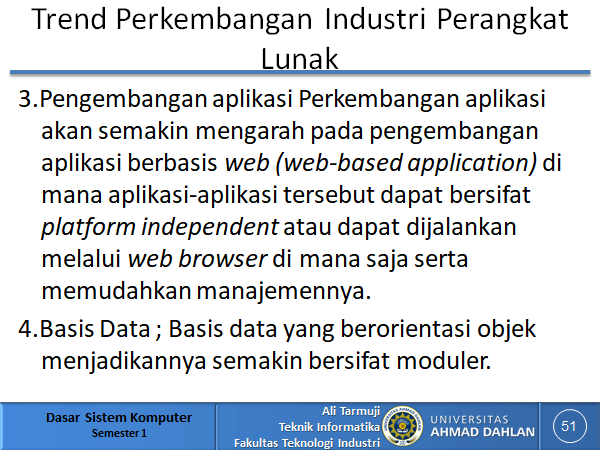 Trend Perkembangan Industri Perangkat
Lunak
3.Pengembangan aplikasi Perkembangan aplikasi
akan semakin mengarah pada pengembangan
aplikasi berbasis web (web-based application) di
mana aplikasi-aplikasi tersebut dapat bersifat
platform independent atau dapat dijalankan
melalui web browser di mana saja serta
memudahkan manajemennya.
4.Basis Data ; Basis data yang berorientasi objek
menjadikannya semakin bersifat moduler.
Dasar Sistem Komputer
Semester 1
Ali Tarmuji
Teknik Informatika
Fakultas Teknologi Industri
UNIVERSITAS
AHMAD DAHLAN
51